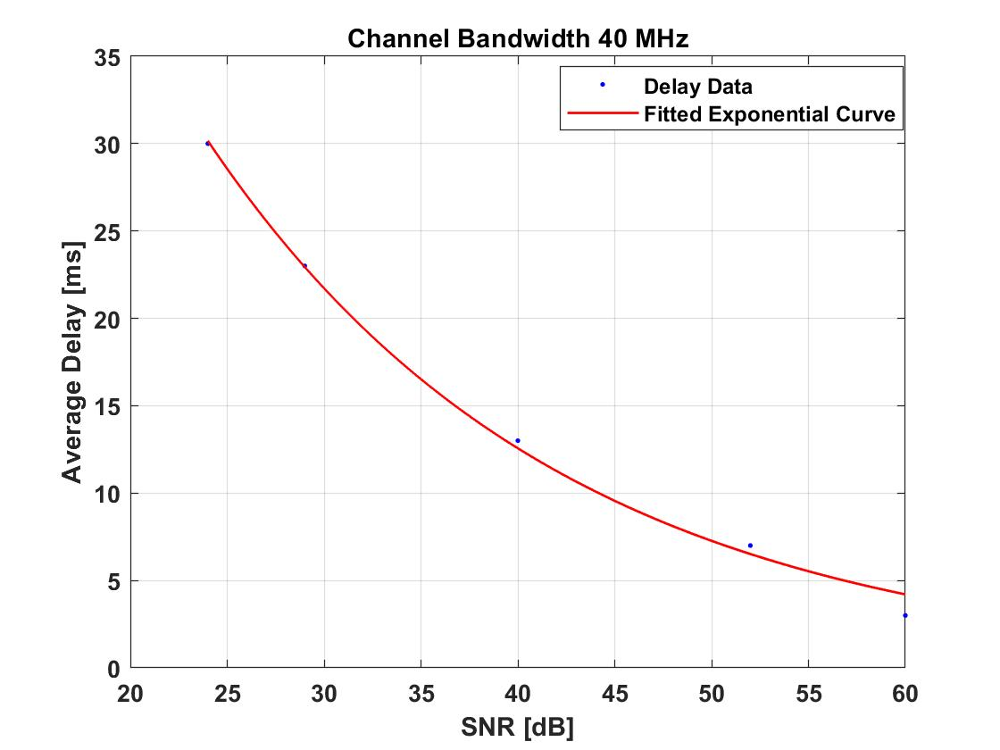 Channel Bandwidth 40 MHz
Delay Data
Fitted Exponential Curve
35
30
25
20
15
10
5
0
Average Delay [ms]
20 25 30 35 40 45 50 55 60
SNR [dB]